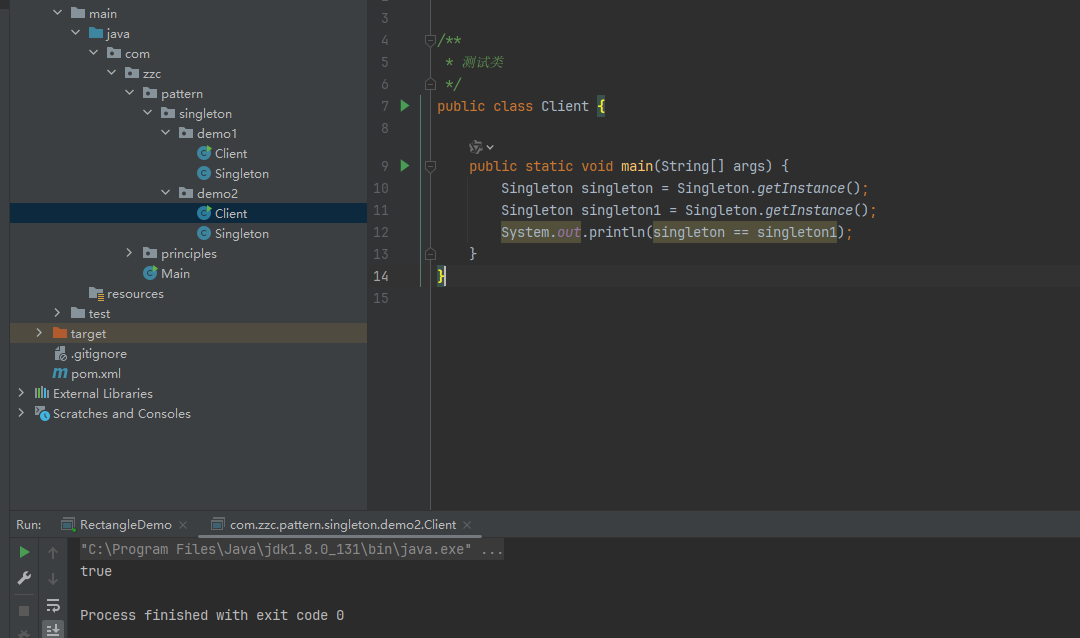 main
java
com
zzc
pattern
singleton
demo1
Client
Singleton
demo2
Client
Singleton
principles
Main
resources
test
target
.gitignore
pom.xml
External Libraries
Scratches and Consoles
3
4 /**
5 * 测试类
6 */
7 public class Client {
8
9 public static void main(String[] args) {
10 Singleton singleton = Singleton.getInstance();
11 Singleton singleton1 = Singleton.getInstance();
12 System.out.println(singleton == singleton1);
13 }
14 }
15
Run: RectangleDemo com.zzc.pattern.singleton.demo2.Client
"C:\Program Files\Java\jdk1.8.0_131\bin\java.exe" ...
true
Process finished with exit code 0